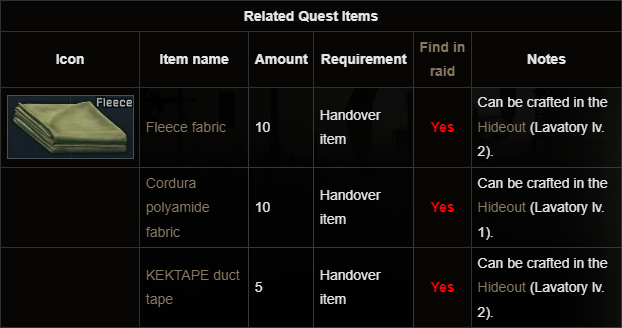 Related Quest Items
Icon
Item name
Amount
Requirement
Find in
raid
Notes
Fleece
Fleece fabric
10
Handover
item
Yes
Can be crafted in the
Hideout (Lavatory lv.
2).
Cordura
polyamide
fabric
10
Handover
item
Yes
Can be crafted in the
Hideout (Lavatory lv.
1).
KEKTAPE duct
tape
5
Handover
item
Yes
Can be crafted in the
Hideout (Lavatory lv.
2).